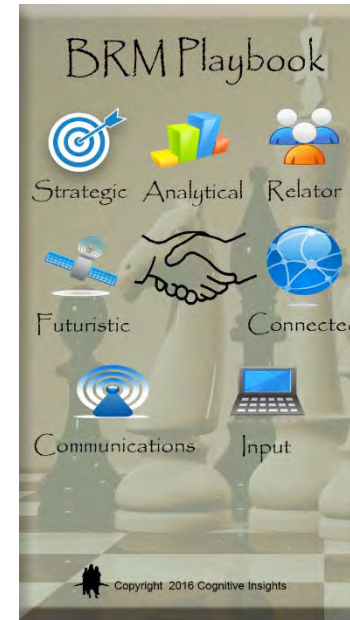 BRM Playbook
Strategic Analytical Relator
Futuristic Connected
Communications Input
Copyright 2016 Cognitive Insights